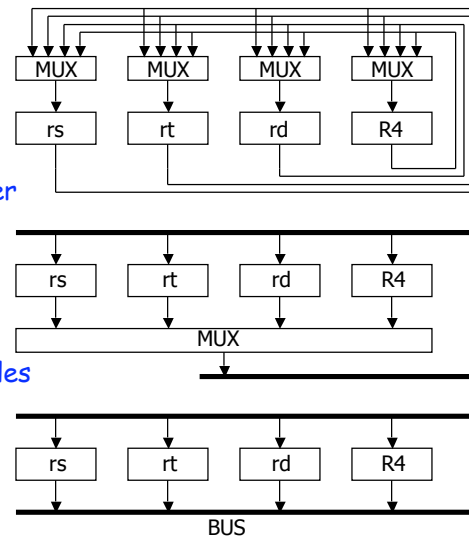 MUX MUX MUX MUX
rs rt rd R4
er
rs rt rd R4
MUX
les
rs rt rd R4
BUS